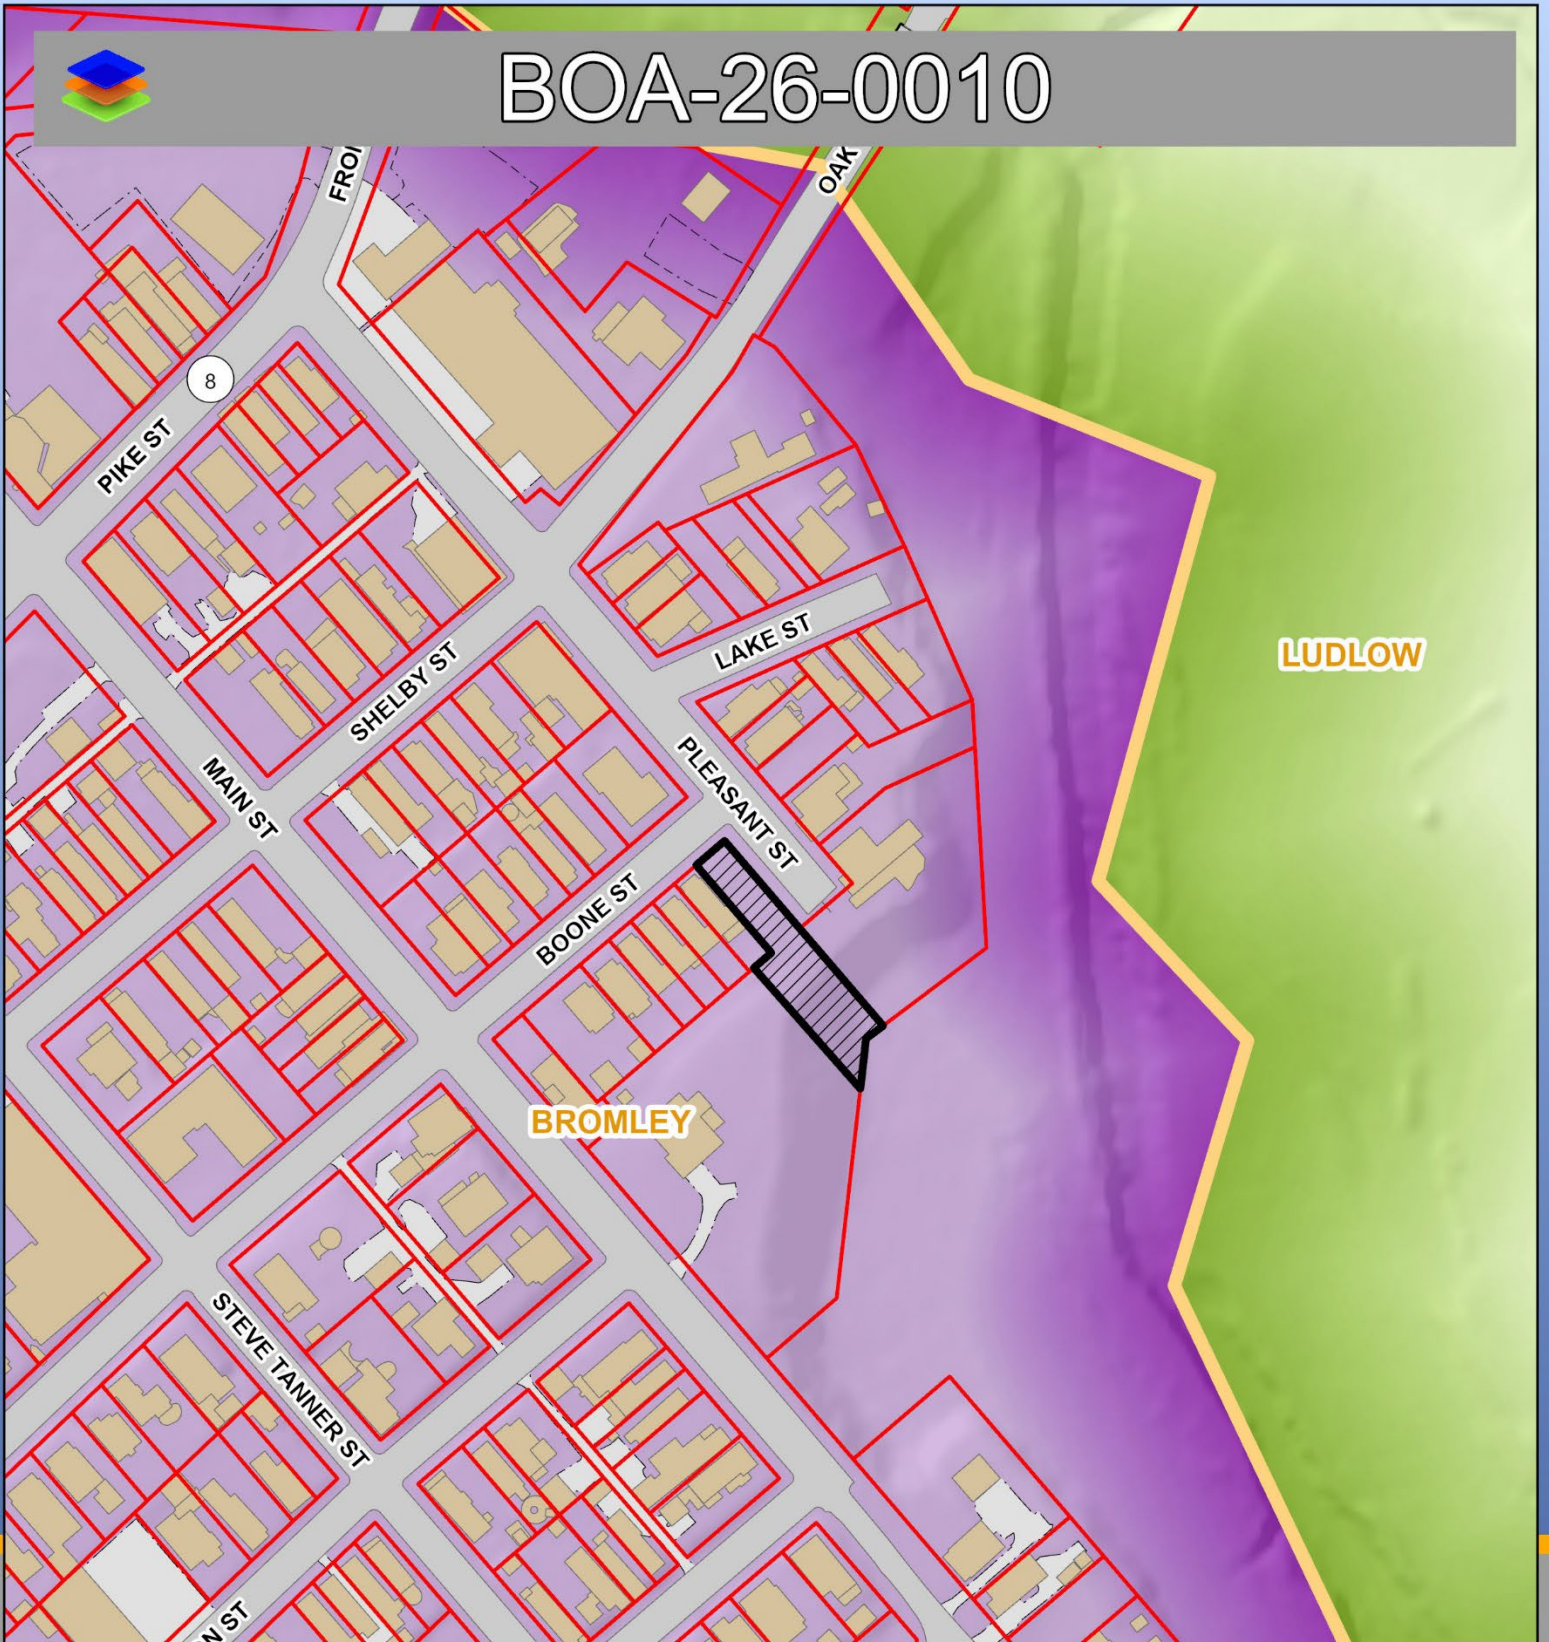 BOA-26-0010
OAK
8
PIKE ST
LAKE ST
LUDLOW
SHELBY ST
PLEASANT ST
MAIN ST
BOONE ST
BROMLEY
STEVE TANNER ST
ST